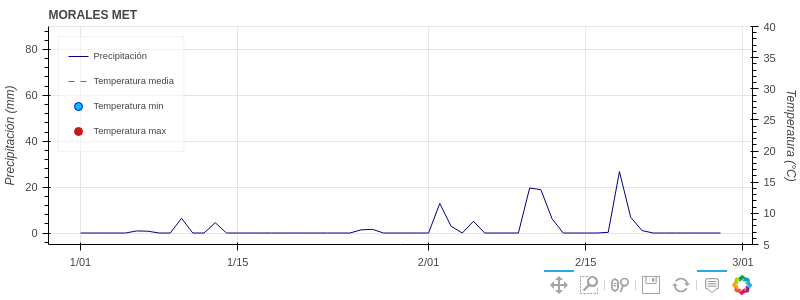 MORALES MET
Precipitación (mm)
80
60
40
20
0
Precipitación
Temperatura media
Temperatura min
Temperatura max
40
35
30
25
20
15
10
5
Temperatura (°C)
1/01
1/15
2/01
2/15
3/01